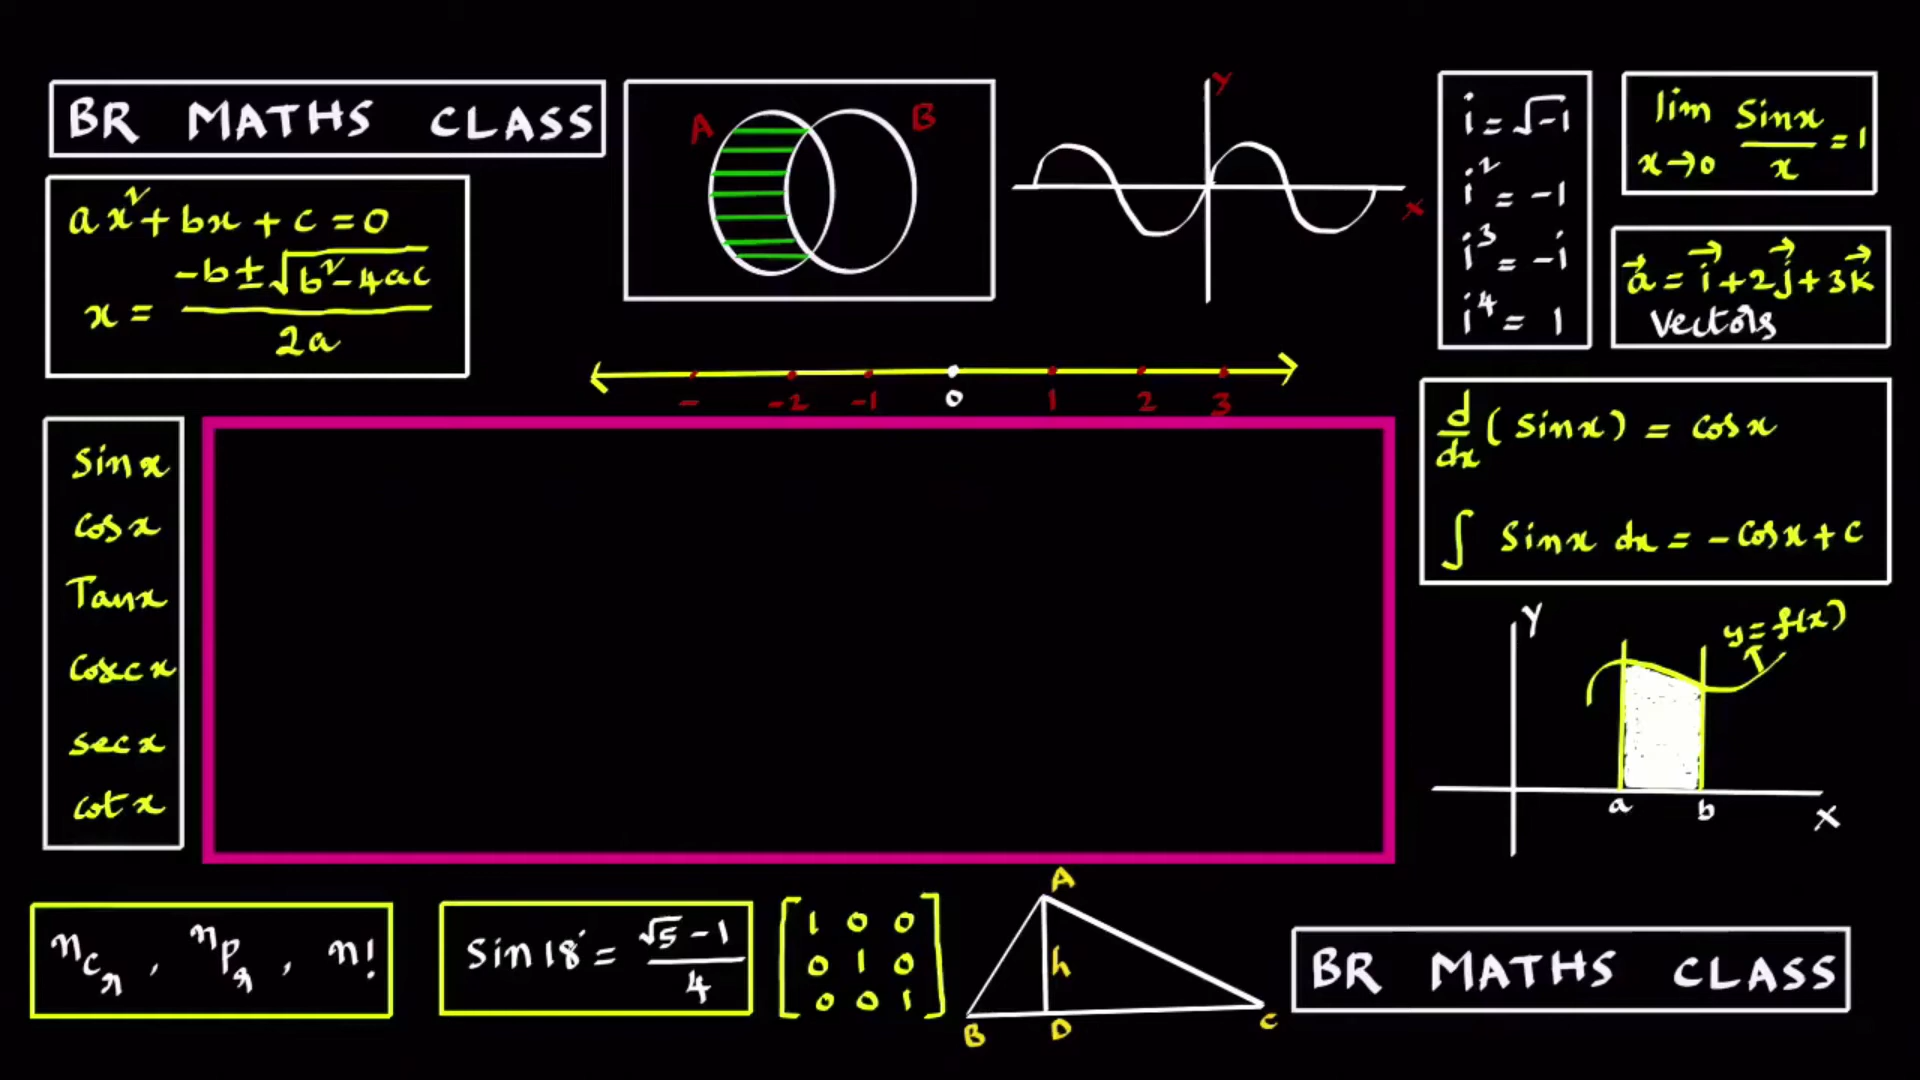 BR MATHS CLASS
ax²+bx+c=0
x = -b±√b²-4ac / 2a
A B
Y
X
i=√-1
i²=-1
i³=-i
i⁴=1
lim x→0 Sinx/x =1
a⃗=i⃗+2j⃗+3k⃗
Vectors
- -2 -1 0 1 2 3
Sinx
Cosx
Tanx
Cosecx
secx
cotx
d/dx(Sinx)=Cosx
∫ Sinx dx=-Cosx+c
Y
y=f(x)
a b X
ncr, npr, n!
Sin18°=√5-1/4
1 0 0
0 1 0
0 0 1
A
h
B D C
BR MATHS CLASS